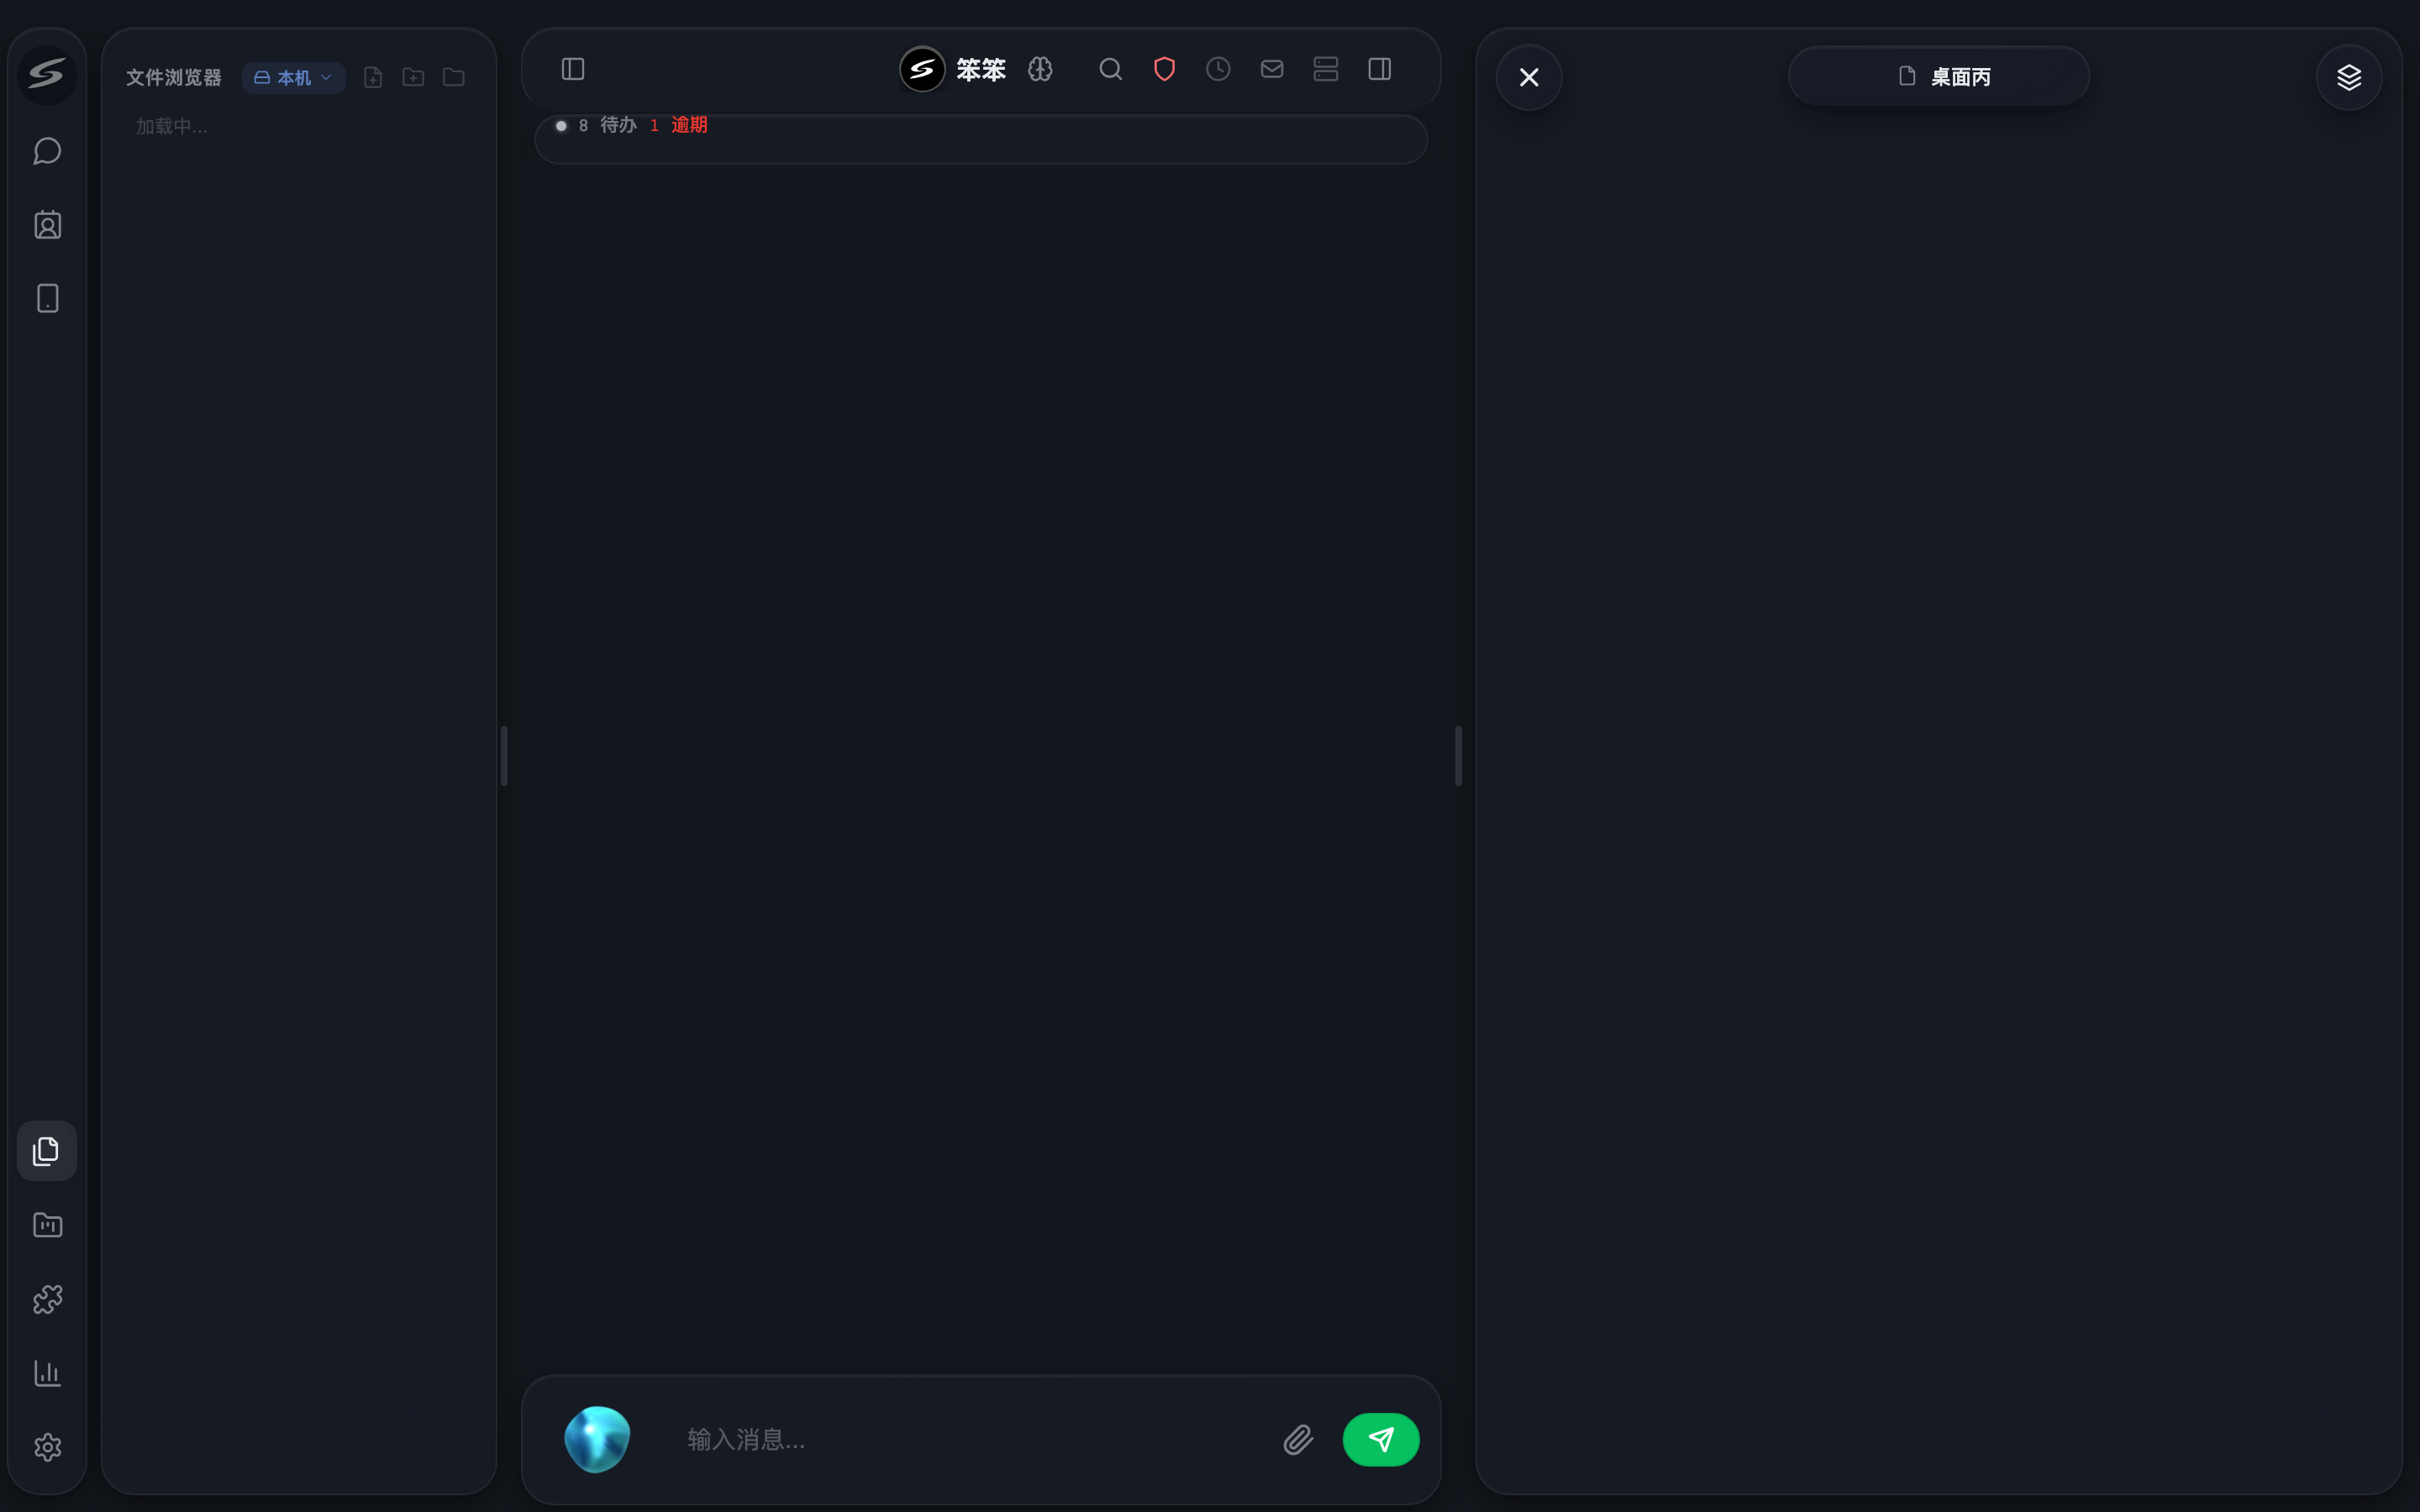 文件浏览器 本机
加载中...
笨笨
8 待办 1 逾期
输入消息...
桌面丙